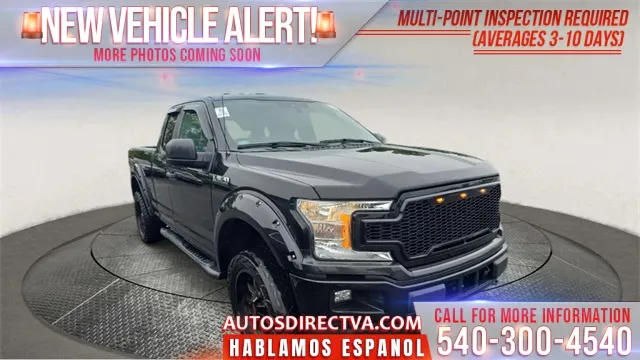 NEW VEHICLE ALERT!
MORE PHOTOS COMING SOON
MULTI-POINT INSPECTION REQUIRED
(AVERAGES 3-10 DAYS)
AUTOSDIRECTVA.COM
HABLAMOS ESPANOL
CALL FOR MORE INFORMATION
540-300-4540